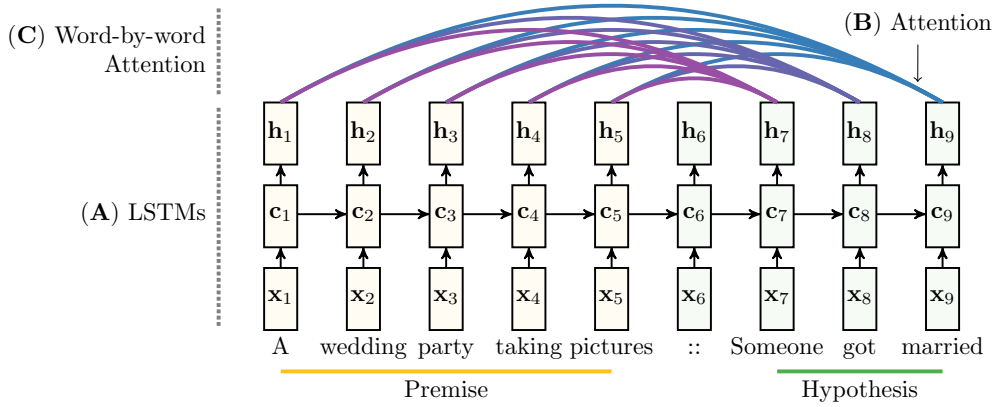 (C) Word-by-word
Attention
(B) Attention
h1 h2 h3 h4 h5 h6 h7 h8 h9
(A) LSTMs
c1 c2 c3 c4 c5 c6 c7 c8 c9
x1 x2 x3 x4 x5 x6 x7 x8 x9
A wedding party taking pictures :: Someone got married
Premise Hypothesis